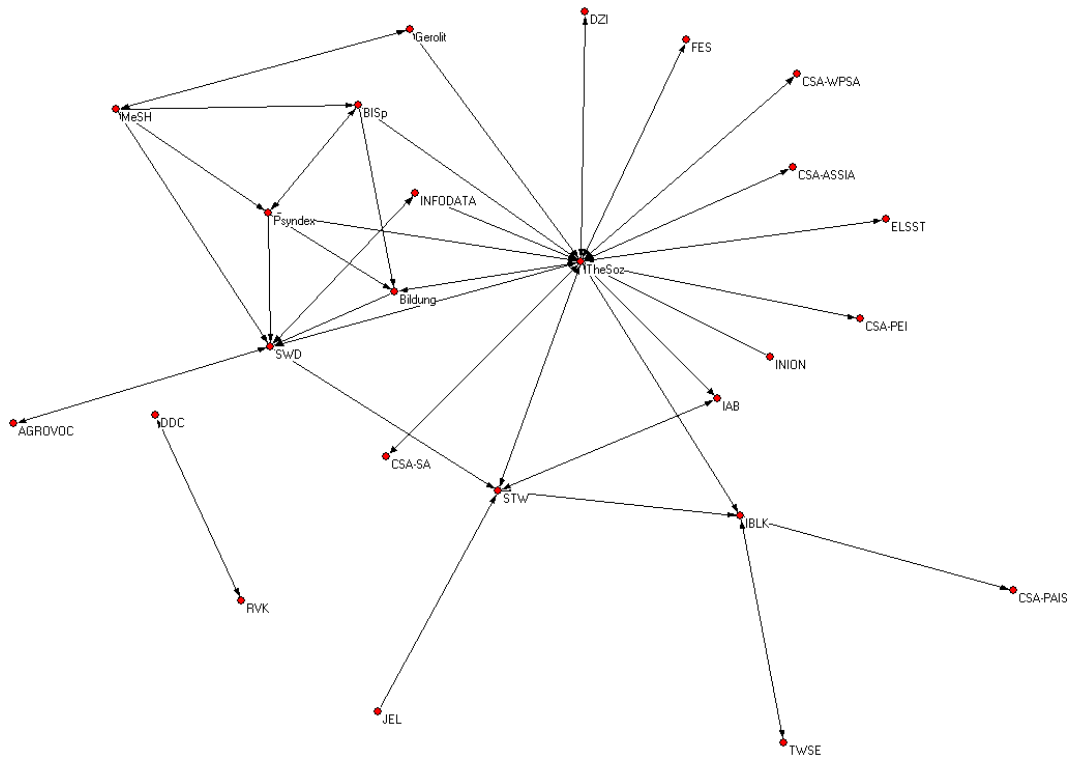 DZI
Gerolit
FES
CSA-WPSA
MeSH
BISp
CSA-ASSIA
INFODATA
Psyndex
ELSST
TheSoz
Bildung
CSA-PEI
SWD
INION
IAB
DDC
AGROVOC
CSA-SA
STW
IBLK
CSA-PAIS
RVK
JEL
TWSE